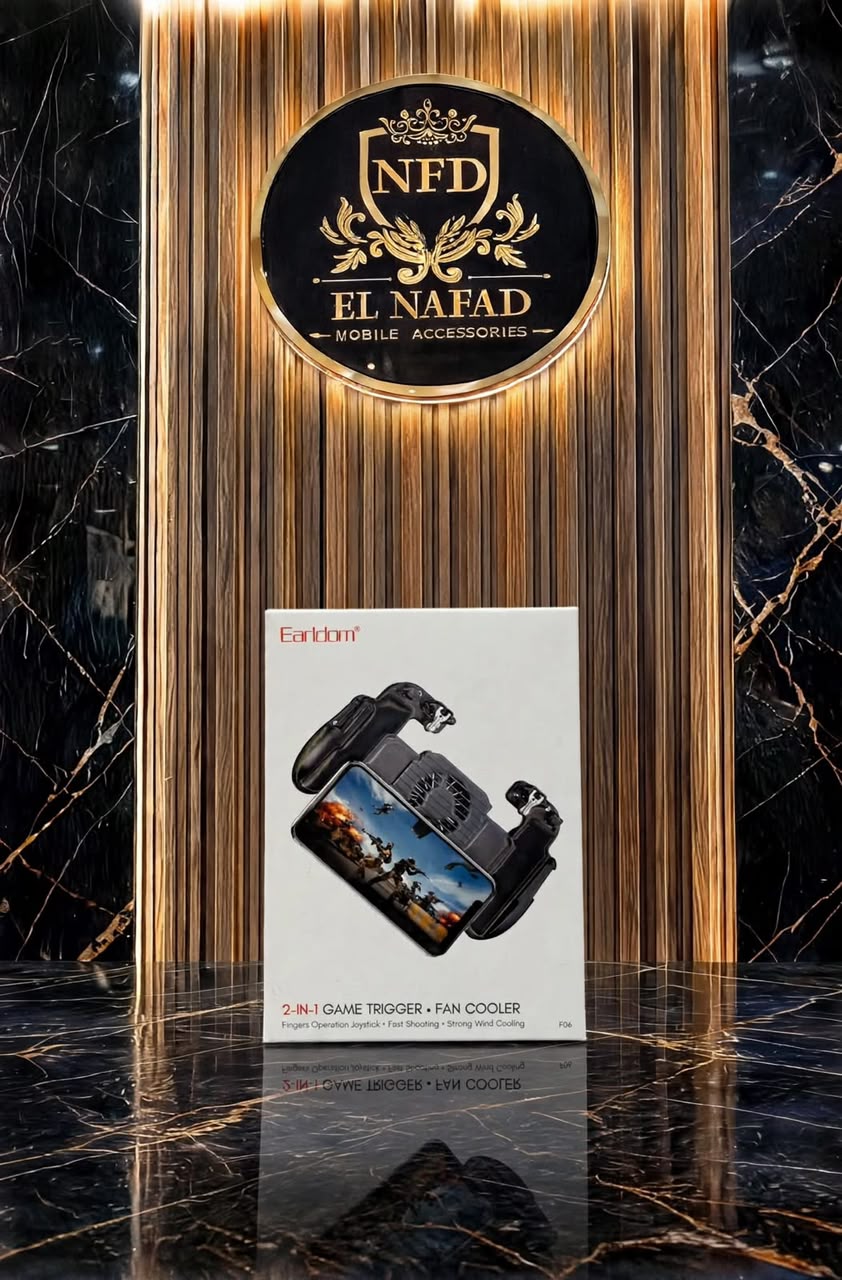 NFD
EL NAFAD
MOBILE ACCESSORIES
Earldom®
2-IN-1 GAME TRIGGER • FAN COOLER
Fingers Operation Joystick • Fast Shooting • Strong Wind Cooling F06